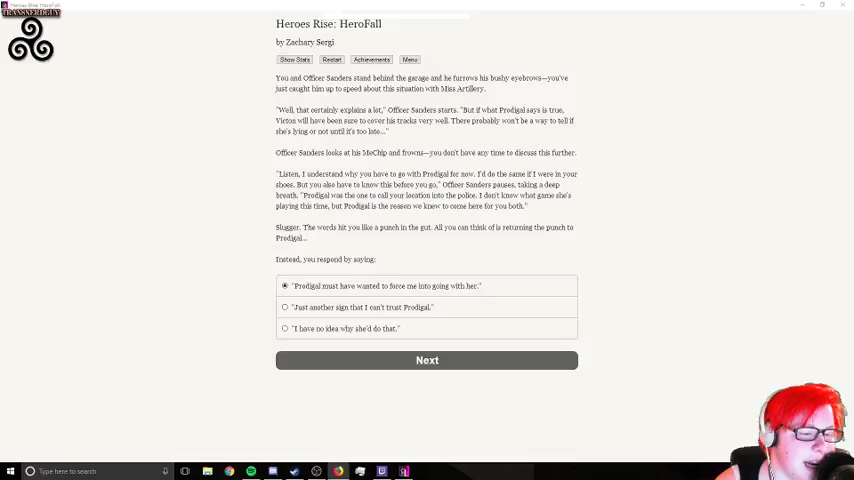 Heroes Rise: HeroFall
TRANSNERDGUY
Heroes Rise: HeroFall
by Zachary Sergi
Show Stats Restart Achievements Menu
You and Officer Sanders stand behind the garage and he furrows his bushy eyebrows—you've
just caught him up to speed about this situation with Miss Artillery.
"Well, that certainly explains a lot," Officer Sanders starts. "But if what Prodigal says is true,
Victon will have been sure to cover his tracks very well. There probably won't be a way to tell if
she's lying or not until it's too late..."
Officer Sanders looks at his MeChip and frowns—you don't have any time to discuss this further.
"Listen, I understand why you have to go with Prodigal for now. I'd do the same if I were in your
shoes. But you also have to know this before you go," Officer Sanders pauses, taking a deep
breath. "Prodigal was the one to call your location into the police. I don't know what game she's
playing this time, but Prodigal is the reason we knew to come here for you both."
Slugger. The words hit you like a punch in the gut. All you can think of is returning the punch to
Prodigal...
Instead, you respond by saying:
"Prodigal must have wanted to force me into going with her."
"Just another sign that I can't trust Prodigal."
"I have no idea why she'd do that."
Next
Type here to search